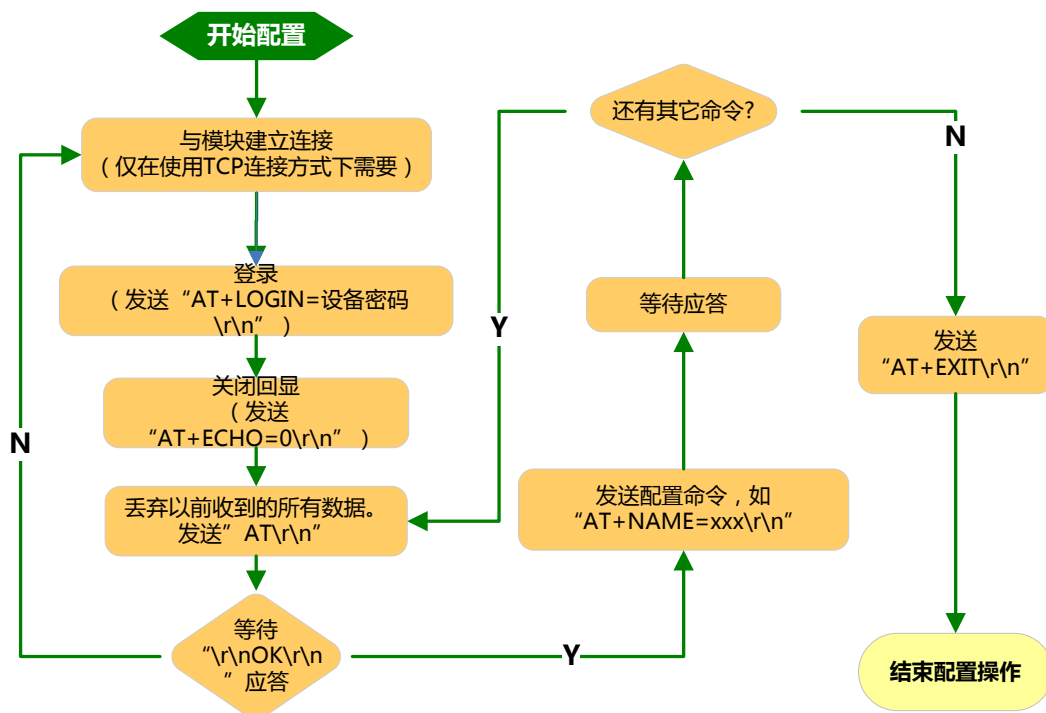 开始配置
与模块建立连接
（仅在使用TCP连接方式下需要）
登录
（发送“AT+LOGIN=设备密码
\r\n”）
关闭回显
（发送
“AT+ECHO=0\r\n”）
丢弃以前收到的所有数据。
发送”AT\r\n”
等待
“\r\nOK\r\n
”应答
N
Y
发送配置命令，如
“AT+NAME=xxx\r\n”
等待应答
还有其它命令?
Y
N
发送
“AT+EXIT\r\n”
结束配置操作